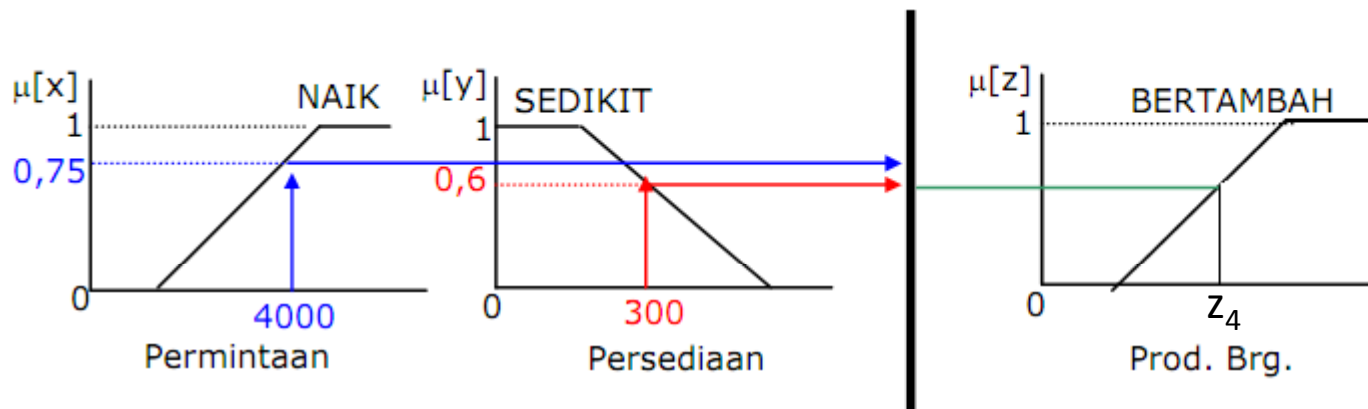 μ[x] NAIK
1
0,75
0
4000
Permintaan
μ[y] SEDIKIT
1
0,6
0
300
Persediaan
μ[z] BERTAMBAH
1
0
z₄
Prod. Brg.